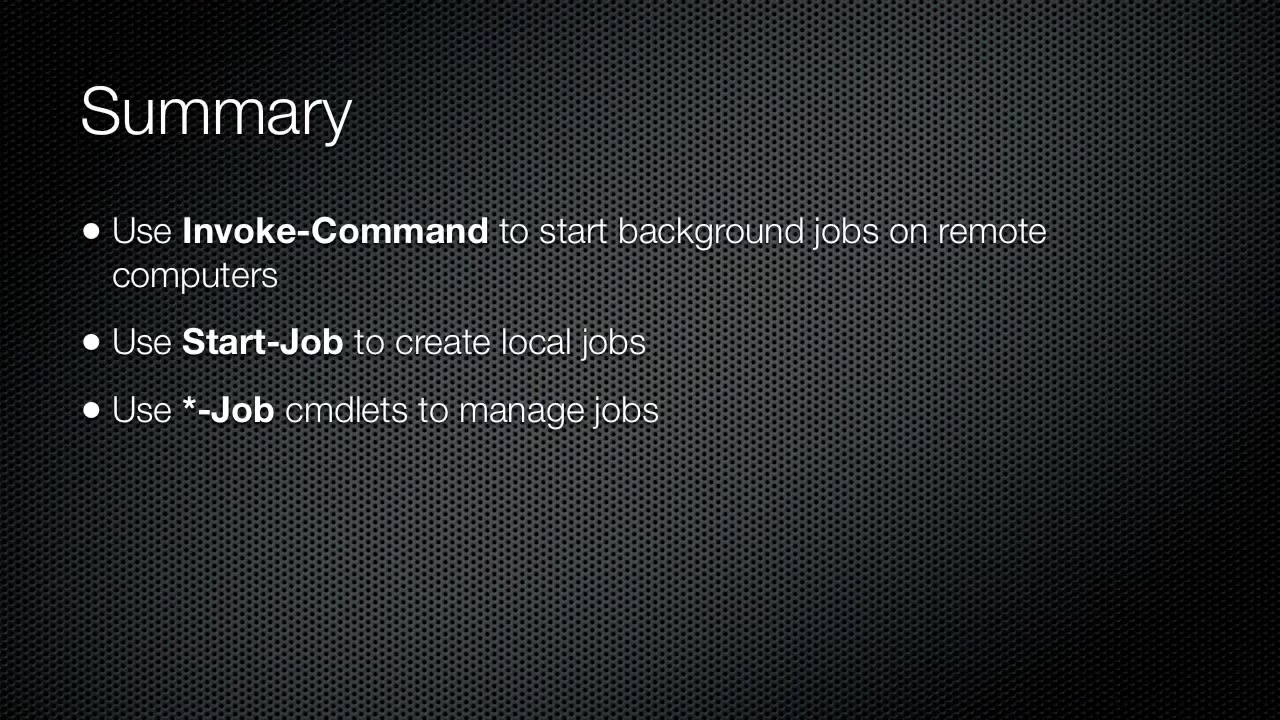 Summary
● Use Invoke-Command to start background jobs on remote
computers
● Use Start-Job to create local jobs
● Use *-Job cmdlets to manage jobs